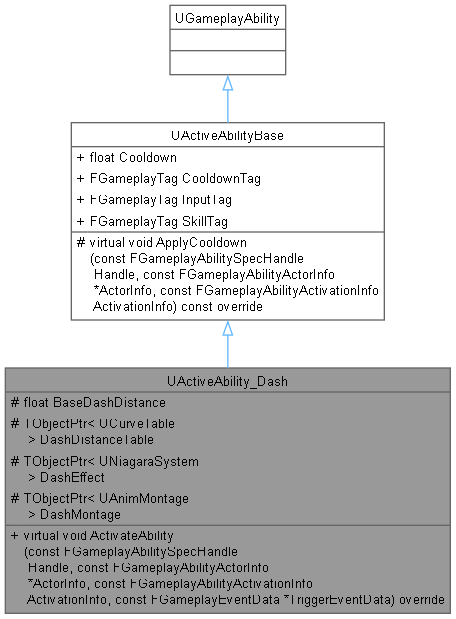 UGameplayAbility
UActiveAbilityBase
+ float Cooldown
+ FGameplayTag CooldownTag
+ FGameplayTag InputTag
+ FGameplayTag SkillTag
# virtual void ApplyCooldown
(const FGameplayAbilitySpecHandle
Handle, const FGameplayAbilityActorInfo
*ActorInfo, const FGameplayAbilityActivationInfo
ActivationInfo) const override
UActiveAbility_Dash
# float BaseDashDistance
# TObjectPtr< UCurveTable
> DashDistanceTable
# TObjectPtr< UNiagaraSystem
> DashEffect
# TObjectPtr< UAnimMontage
> DashMontage
+ virtual void ActivateAbility
(const FGameplayAbilitySpecHandle
Handle, const FGameplayAbilityActorInfo
*ActorInfo, const FGameplayAbilityActivationInfo
ActivationInfo, const FGameplayEventData *TriggerEventData) override